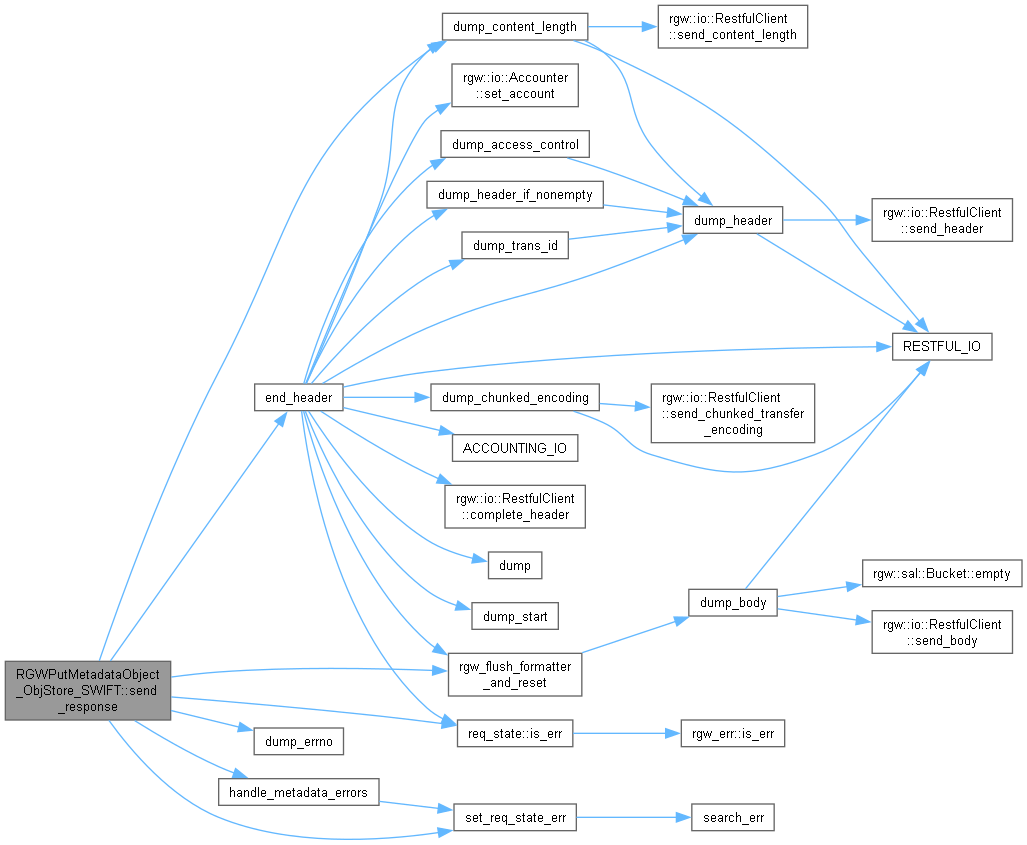 dump_content_length
rgw::io::RestfulClient
::send_content_length
rgw::io::Accounter
::set_account
dump_access_control
dump_header_if_nonempty
dump_header
rgw::io::RestfulClient
::send_header
dump_trans_id
RESTFUL_IO
end_header
dump_chunked_encoding
rgw::io::RestfulClient
::send_chunked_transfer
_encoding
ACCOUNTING_IO
rgw::io::RestfulClient
::complete_header
dump
rgw::sal::Bucket::empty
dump_body
dump_start
rgw::io::RestfulClient
::send_body
RGWPutMetadataObject
_ObjStore_SWIFT::send
_response
rgw_flush_formatter
_and_reset
req_state::is_err
rgw_err::is_err
dump_errno
handle_metadata_errors
set_req_state_err
search_err